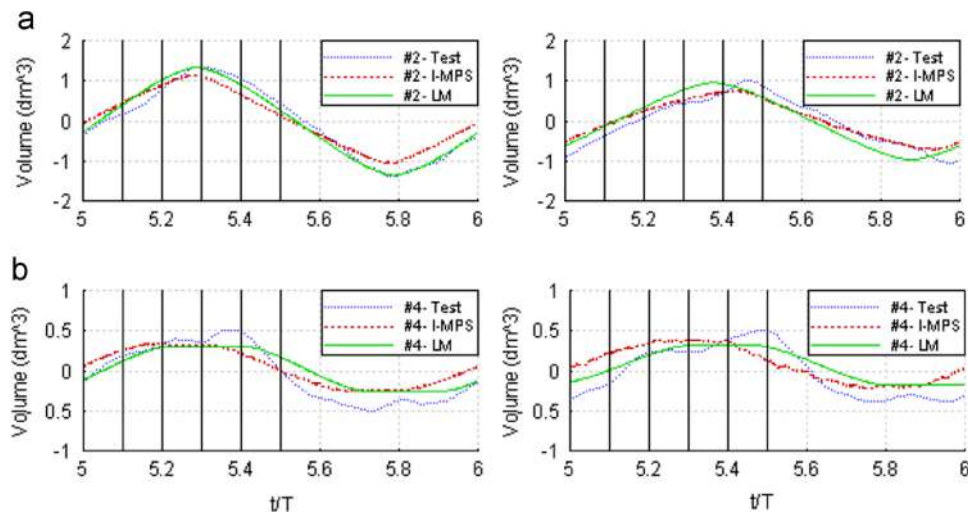 a
Volume (dm^3)
2
1
0
-1
-2
#2- Test
#2- I-MPS
#2- LM
5 5.2 5.4 5.6 5.8 6
Volume (dm^3)
2
1
0
-1
-2
#2- Test
#2- I-MPS
#2- LM
5 5.2 5.4 5.6 5.8 6
b
Volume (dm^3)
1
0.5
0
0.5
-1
#4- Test
#4- I-MPS
#4- LM
5 5.2 5.4 5.6 5.8 6
t/T
Volume (dm^3)
1
0.5
0
0.5
-1
#4- Test
#4- I-MPS
#4- LM
5 5.2 5.4 5.6 5.8 6
t/T